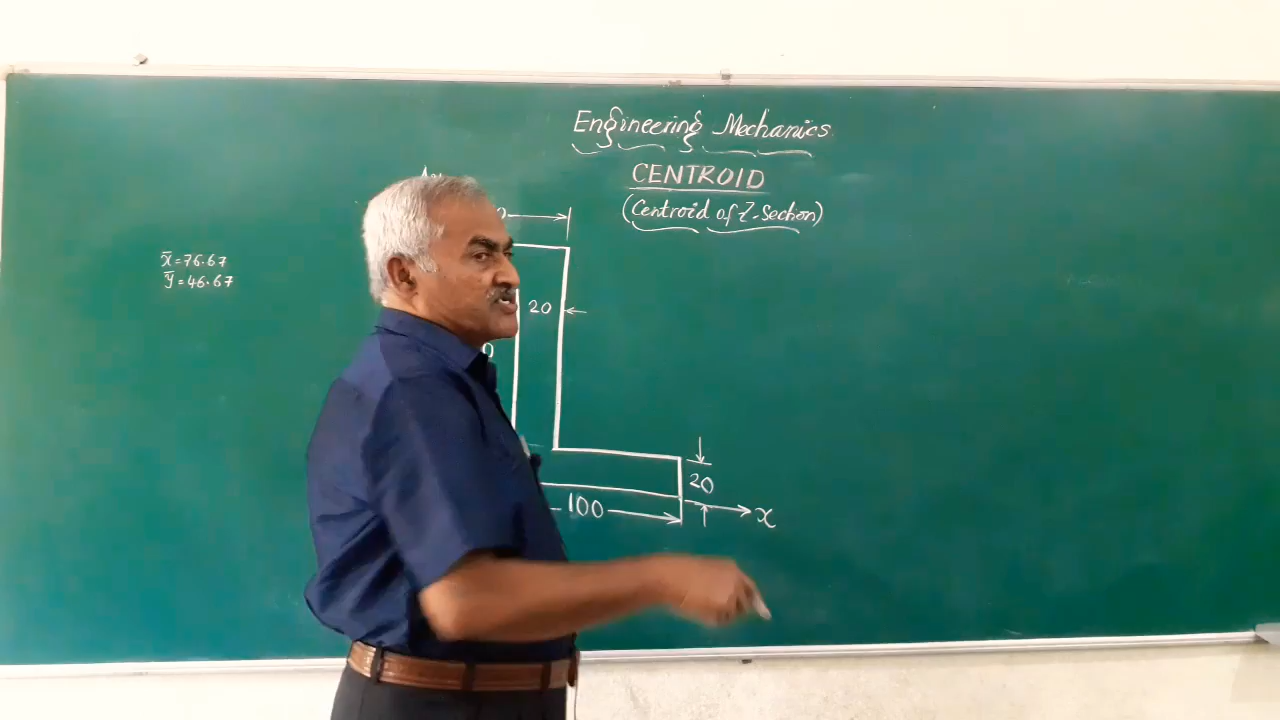 Engineering Mechanics
CENTROID
(Centroid of Z-Section)
x̄ = 76.67
ȳ = 46.67
20
20
100
x